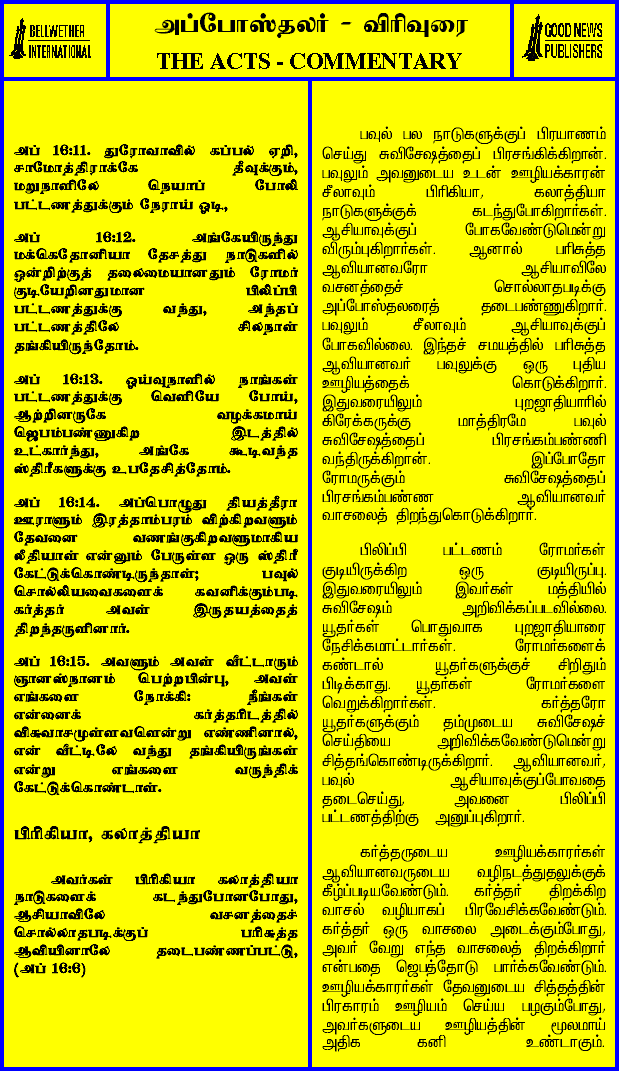 BELLWETHER
INTERNATIONAL
அப்போஸ்தலர் - விரிவுரை
THE ACTS - COMMENTARY
GOOD NEWS
PUBLISHERS
அப் 16:11. துரோவாவில் கப்பல் ஏறி,
சாமோத்திராக்கே தீவுக்கும்,
மறுநாளிலே நெயாப் போலி
பட்டணத்துக்கும் நேராய் ஓடி,
அப் 16:12. அங்கேயிருந்து
மக்கெதோனியா தேசத்து நாடுகளில்
ஒன்றிற்குத் தலைமையானதும் ரோமர்
குடியேறினதுமான பிலிப்பி
பட்டணத்துக்கு வந்து, அந்தப்
பட்டணத்திலே சிலநாள்
தங்கியிருந்தோம்.
அப் 16:13. ஓய்வுநாளில் நாங்கள்
பட்டணத்துக்கு வெளியே போய்,
ஆற்றினருகே வழக்கமாய்
ஜெபம்பண்ணுகிற இடத்தில்
உட்கார்ந்து, அங்கே கூடிவந்த
ஸ்திரீகளுக்கு உபதேசித்தோம்.
அப் 16:14. அப்பொழுது தியத்தீரா
ஊராளும் இரத்தாம்பரம் விற்கிறவளும்
தேவனை வணங்குகிறவளுமாகிய
லீதியாள் என்னும் பேருள்ள ஒரு ஸ்திரீ
கேட்டுக்கொண்டிருந்தாள்; பவுல்
சொல்லியவைகளைக் கவனிக்கும்படி
கர்த்தர் அவள் இருதயத்தைத்
திறந்தருளினார்.
அப் 16:15. அவளும் அவள் வீட்டாரும்
ஞானஸ்நானம் பெற்றபின்பு, அவள்
எங்களை நோக்கி: நீங்கள்
என்னைக் கர்த்தரிடத்தில்
விசுவாசமுள்ளவளென்று எண்ணினால்,
என் வீட்டிலே வந்து தங்கியிருங்கள்
என்று எங்களை வருந்திக்
கேட்டுக்கொண்டாள்.
பிரிகியா, கலாத்தியா
அவர்கள் பிரிகியா கலாத்தியா
நாடுகளைக் கடந்துபோனபோது,
ஆசியாவிலே வசனத்தைச்
சொல்லாதபடிக்குப் பரிசுத்த
ஆவியினாலே தடைபண்ணப்பட்டு,
(அப் 16:6)
பவுல் பல நாடுகளுக்குப் பிரயாணம்
செய்து சுவிசேஷத்தைப் பிரசங்கிக்கிறான்.
பவுலும் அவனுடைய உடன் ஊழியக்காரன்
சீலாவும் பிரிகியா, கலாத்தியா
நாடுகளுக்குக் கடந்துபோகிறார்கள்.
ஆசியாவுக்குப் போகவேண்டுமென்று
விரும்புகிறார்கள். ஆனால் பரிசுத்த
ஆவியானவரோ ஆசியாவிலே
வசனத்தைச் சொல்லாதபடிக்கு
அப்போஸ்தலரைத் தடைபண்ணுகிறார்.
பவுலும் சீலாவும் ஆசியாவுக்குப்
போகவில்லை. இந்தச் சமயத்தில் பரிசுத்த
ஆவியானவர் பவுலுக்கு ஒரு புதிய
ஊழியத்தைக் கொடுக்கிறார்.
இதுவரையிலும் புறஜாதியாரில்
கிரேக்கருக்கு மாத்திரமே பவுல்
சுவிசேஷத்தைப் பிரசங்கம்பண்ணி
வந்திருக்கிறான். இப்போதோ
ரோமருக்கும் சுவிசேஷத்தைப்
பிரசங்கம்பண்ண ஆவியானவர்
வாசலைத் திறந்துகொடுக்கிறார்.
பிலிப்பி பட்டணம் ரோமர்கள்
குடியிருக்கிற ஒரு குடியிருப்பு.
இதுவரையிலும் இவர்கள் மத்தியில்
சுவிசேஷம் அறிவிக்கப்படவில்லை.
யூதர்கள் பொதுவாக புறஜாதியாரை
நேசிக்கமாட்டார்கள். ரோமர்களைக்
கண்டால் யூதர்களுக்குச் சிறிதும்
பிடிக்காது. யூதர்கள் ரோமர்களை
வெறுக்கிறார்கள். கர்த்தரோ
யூதர்களுக்கும் தம்முடைய சுவிசேஷச்
செய்தியை அறிவிக்கவேண்டுமென்று
சித்தங்கொண்டிருக்கிறார். ஆவியானவர்,
பவுல் ஆசியாவுக்குப்போவதை
தடைசெய்து, அவனை பிலிப்பி
பட்டணத்திற்கு அனுப்புகிறார்.
கர்த்தருடைய ஊழியக்காரர்கள்
ஆவியானவருடைய வழிநடத்துதலுக்குக்
கீழ்ப்படியவேண்டும். கர்த்தர் திறக்கிற
வாசல் வழியாகப் பிரவேசிக்கவேண்டும்.
கர்த்தர் ஒரு வாசலை அடைக்கும்போது,
அவர் வேறு எந்த வாசலைத் திறக்கிறார்
என்பதை ஜெபத்தோடு பார்க்கவேண்டும்.
ஊழியக்காரர்கள் தேவனுடைய சித்தத்தின்
பிரகாரம் ஊழியம் செய்ய பழகும்போது,
அவர்களுடைய ஊழியத்தின் மூலமாய்
அதிக கனி உண்டாகும்.